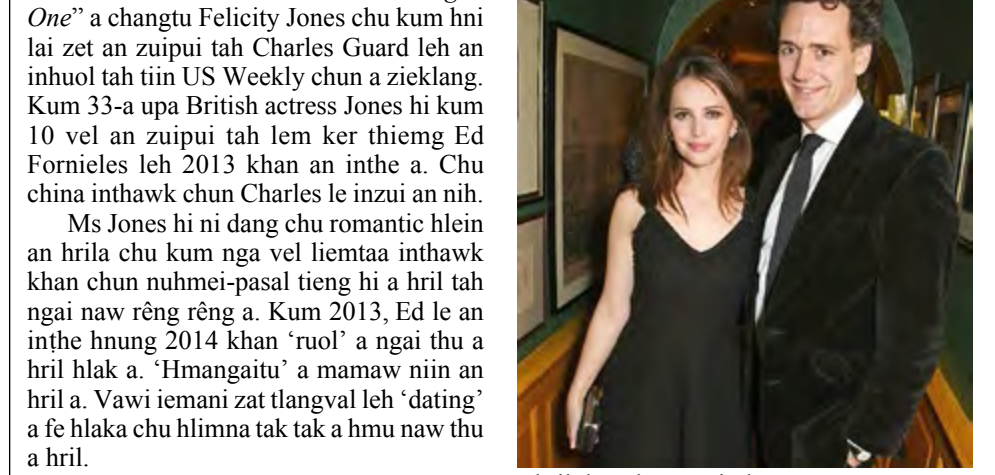 One” a changtu Felicity Jones chu kum hni
lai zet an zuipui tah Charles Guard leh an
inhuol tah tiin US Weekly chun a zieklang.
Kum 33-a upa British actress Jones hi kum
10 vel an zuipui tah lem ker thiemg Ed
Fornieles leh 2013 khan an inthe a. Chu
china inthawk chun Charles le inzui an nih.
Ms Jones hi ni dang chu romantic hlein
an hrila chu kum nga vel liemtaa inthawk
khan chun nuhmei-pasal tieng hi a hril tah
ngai naw rêng rêng a. Kum 2013, Ed le an
inṭhe hnung 2014 khan ‘ruol’ a ngai thu a
hril hlak a. ‘Hmangaitu’ a mamaw niin an
hril a. Vawi iemani zat tlangval leh ‘dating’
a fe hlaka chu hlimna tak tak a hmu naw thu
a hril.